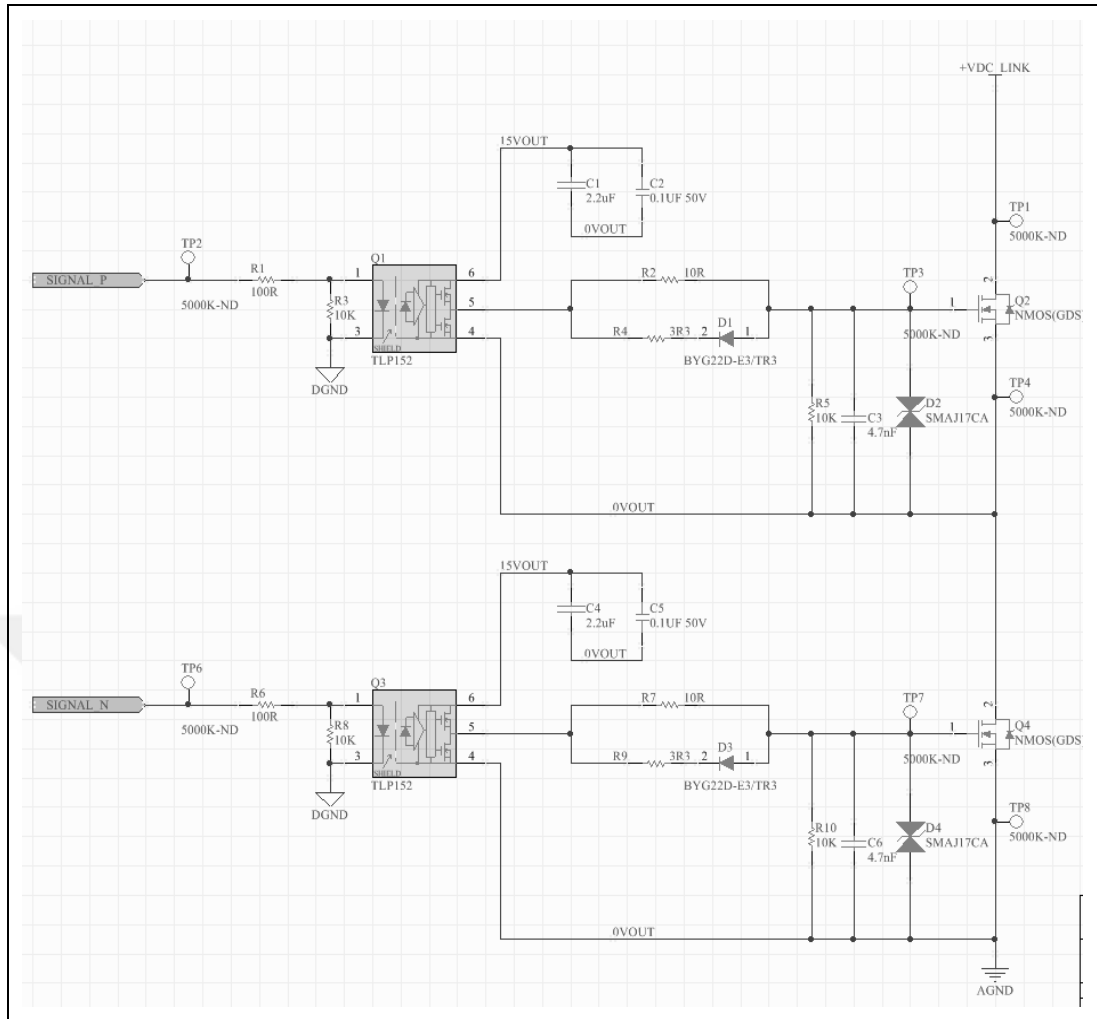 +VDC_LINK
15VOUT
C1
2.2uF
C2
0.1UF 50V
0VOUT
TP1
5000K-ND
TP2
SIGNAL_P
5000K-ND
R1
100R
R3
10K
DGND
Q1
1
3
6
5
4
SHIELD
TLP152
R2
10R
R4
3R3
2
D1
1
BYG22D-E3/TR3
TP3
5000K-ND
1
2
3
Q2
NMOS(GDS
TP4
5000K-ND
R5
10K
C3
4.7nF
D2
SMAJ17CA
0VOUT
15VOUT
C4
2.2uF
C5
0.1UF 50V
0VOUT
TP6
SIGNAL_N
5000K-ND
R6
100R
R8
10K
DGND
Q3
1
3
6
5
4
SHIELD
TLP152
R7
10R
R9
3R3
2
D3
1
BYG22D-E3/TR3
TP7
5000K-ND
1
2
3
Q4
NMOS(GDS
TP8
5000K-ND
R10
10K
C6
4.7nF
D4
SMAJ17CA
0VOUT
AGND